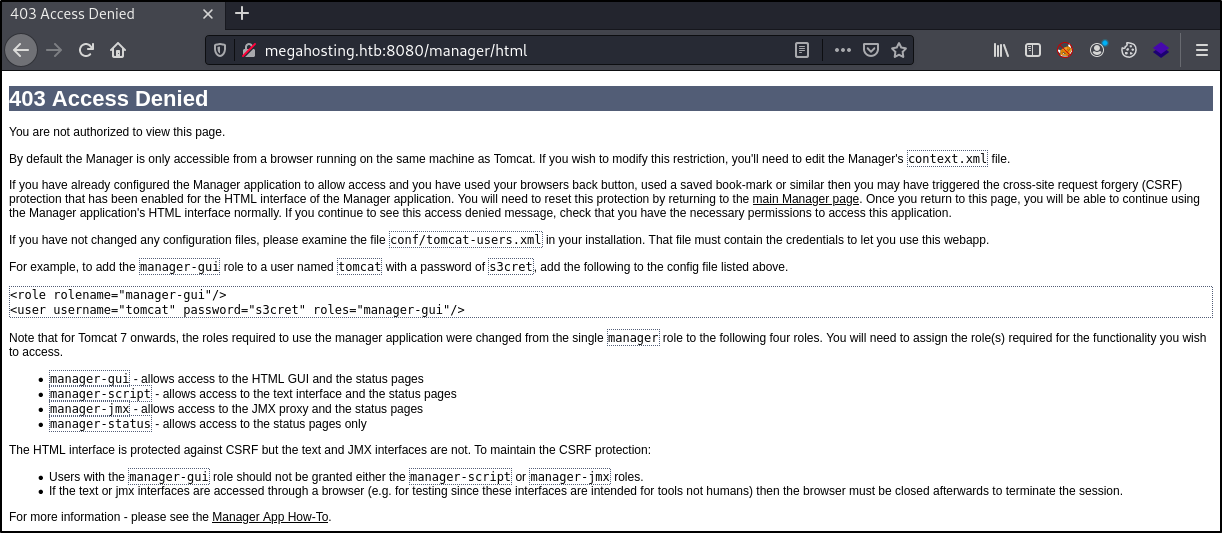 403 Access Denied
megahosting.htb:8080/manager/html
403 Access Denied
You are not authorized to view this page.
By default the Manager is only accessible from a browser running on the same machine as Tomcat. If you wish to modify this restriction, you'll need to edit the Manager's context.xml file.
If you have already configured the Manager application to allow access and you have used your browsers back button, used a saved book-mark or similar then you may have triggered the cross-site request forgery (CSRF)
protection that has been enabled for the HTML interface of the Manager application. You will need to reset this protection by returning to the main Manager page. Once you return to this page, you will be able to continue using
the Manager application's HTML interface normally. If you continue to see this access denied message, check that you have the necessary permissions to access this application.
If you have not changed any configuration files, please examine the file conf/tomcat-users.xml in your installation. That file must contain the credentials to let you use this webapp.
For example, to add the manager-gui role to a user named tomcat with a password of s3cret, add the following to the config file listed above.
<role rolename="manager-gui"/>
<user username="tomcat" password="s3cret" roles="manager-gui"/>
Note that for Tomcat 7 onwards, the roles required to use the manager application were changed from the single manager role to the following four roles. You will need to assign the role(s) required for the functionality you wish
to access.
• manager-gui - allows access to the HTML GUI and the status pages
• manager-script - allows access to the text interface and the status pages
• manager-jmx - allows access to the JMX proxy and the status pages
• manager-status - allows access to the status pages only
The HTML interface is protected against CSRF but the text and JMX interfaces are not. To maintain the CSRF protection:
• Users with the manager-gui role should not be granted either the manager-script or manager-jmx roles.
• If the text or jmx interfaces are accessed through a browser (e.g. for testing since these interfaces are intended for tools not humans) then the browser must be closed afterwards to terminate the session.
For more information - please see the Manager App How-To.